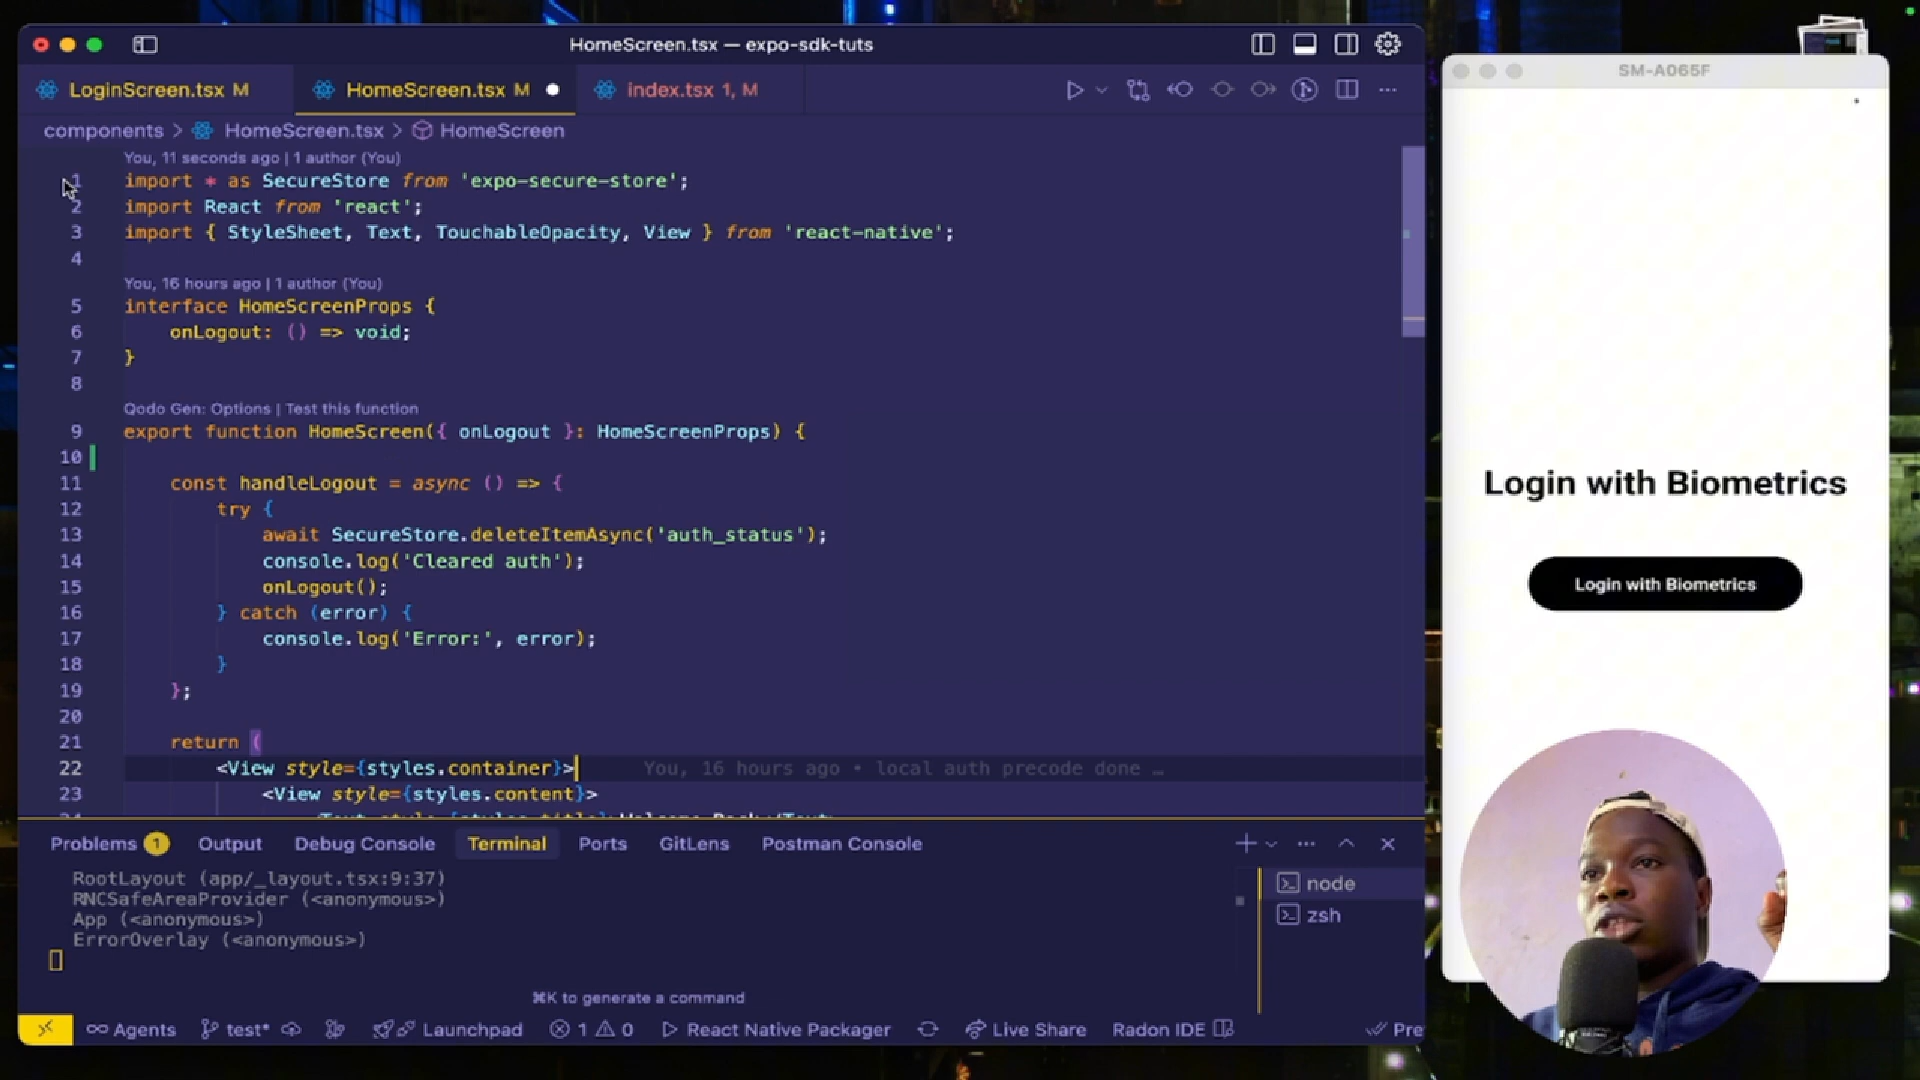 HomeScreen.tsx — expo-sdk-tuts
LoginScreen.tsx M
HomeScreen.tsx M
index.tsx 1, M
components > HomeScreen.tsx > HomeScreen
You, 11 seconds ago | 1 author (You)
1 import * as SecureStore from 'expo-secure-store';
2 import React from 'react';
3 import { StyleSheet, Text, TouchableOpacity, View } from 'react-native';
4
You, 16 hours ago | 1 author (You)
5 interface HomeScreenProps {
6 onLogout: () => void;
7 }
8
Qodo Gen: Options | Test this function
9 export function HomeScreen({ onLogout }: HomeScreenProps) {
10
11 const handleLogout = async () => {
12 try {
13 await SecureStore.deleteItemAsync('auth_status');
14 console.log('Cleared auth');
15 onLogout();
16 } catch (error) {
17 console.log('Error:', error);
18 }
19 };
20
21 return (
22 <View style={styles.container}> You, 16 hours ago • local auth precode done …
23 <View style={styles.content}>
Problems 1 Output Debug Console Terminal Ports GitLens Postman Console
RootLayout (app/_layout.tsx:9:37)
RNCSafeAreaProvider (<anonymous>)
App (<anonymous>)
ErrorOverlay (<anonymous>)
⌘K to generate a command
node
zsh
Agents test* Launchpad 1 0 React Native Packager Live Share Radon IDE Pre
SM-A065F
Login with Biometrics
Login with Biometrics